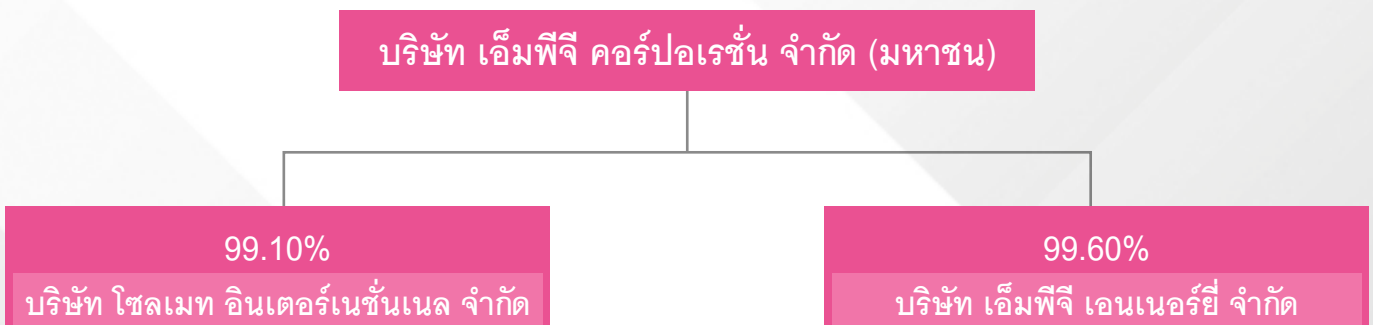 บริษัท เอ็มพีจี คอร์ปอเรชั่น จำกัด (มหาชน)
99.10%
บริษัท โซลเมท อินเตอร์เนชั่นเนล จำกัด
99.60%
บริษัท เอ็มพีจี เอนเนอร์ยี่ จำกัด